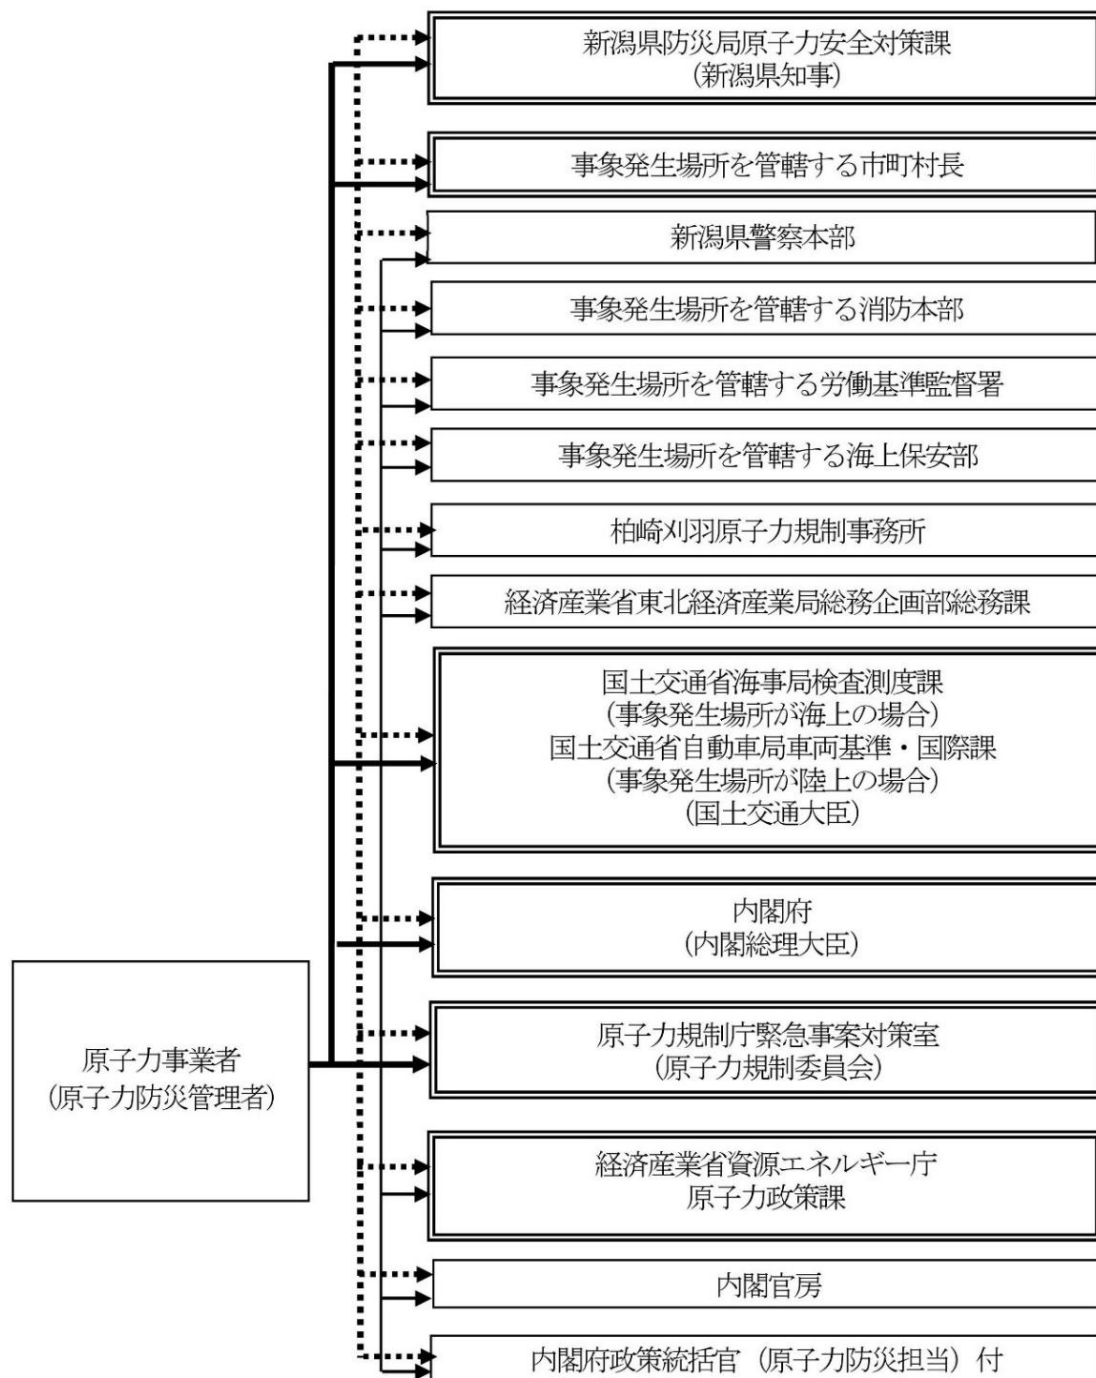 新潟県防災局原子力安全対策課
（新潟県知事）
事象発生場所を管轄する市町村長
新潟県警察本部
事象発生場所を管轄する消防本部
事象発生場所を管轄する労働基準監督署
事象発生場所を管轄する海上保安部
柏崎刈羽原子力規制事務所
経済産業省東北経済産業局総務企画部総務課
国土交通省海事局検査測度課
（事象発生場所が海上の場合）
国土交通省自動車局車両基準・国際課
（事象発生場所が陸上の場合）
（国土交通大臣）
内閣府
（内閣総理大臣）
原子力事業者
（原子力防災管理者）
原子力規制庁緊急事案対策室
（原子力規制委員会）
経済産業省資源エネルギー庁
原子力政策課
内閣官房
内閣府政策統括官（原子力防災担当）付